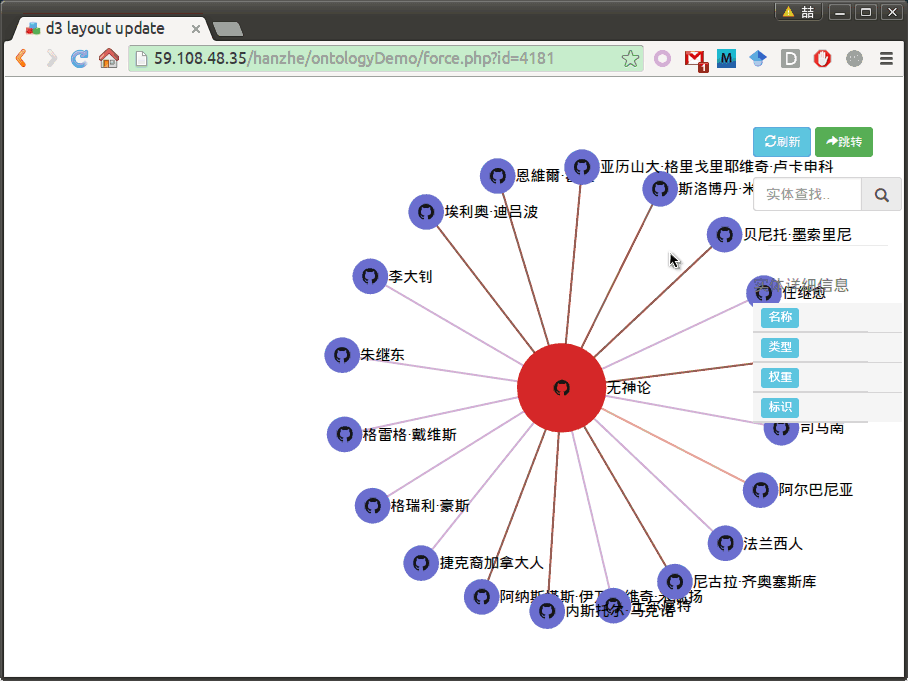 喆
d3 layout update
59.108.48.35/hanzhe/ontologyDemo/force.php?id=4181
1
M
D
刷新
跳转
实体查找..
亚历山大·格里戈里耶维奇·卢卡申科
恩維爾·
斯洛博丹·米
埃利奥·迪吕波
贝尼托·墨索里尼
李大钊
体详细信息
任继愈
名称
类型
朱继东
权重
无神论
标识
司马南
格雷格·戴维斯
阿尔巴尼亚
格瑞利·豪斯
法兰西人
捷克裔加拿大人
尼古拉·齐奥塞斯库
阿纳斯塔斯·伊万诺维奇·米高扬
内斯托尔·马克诺